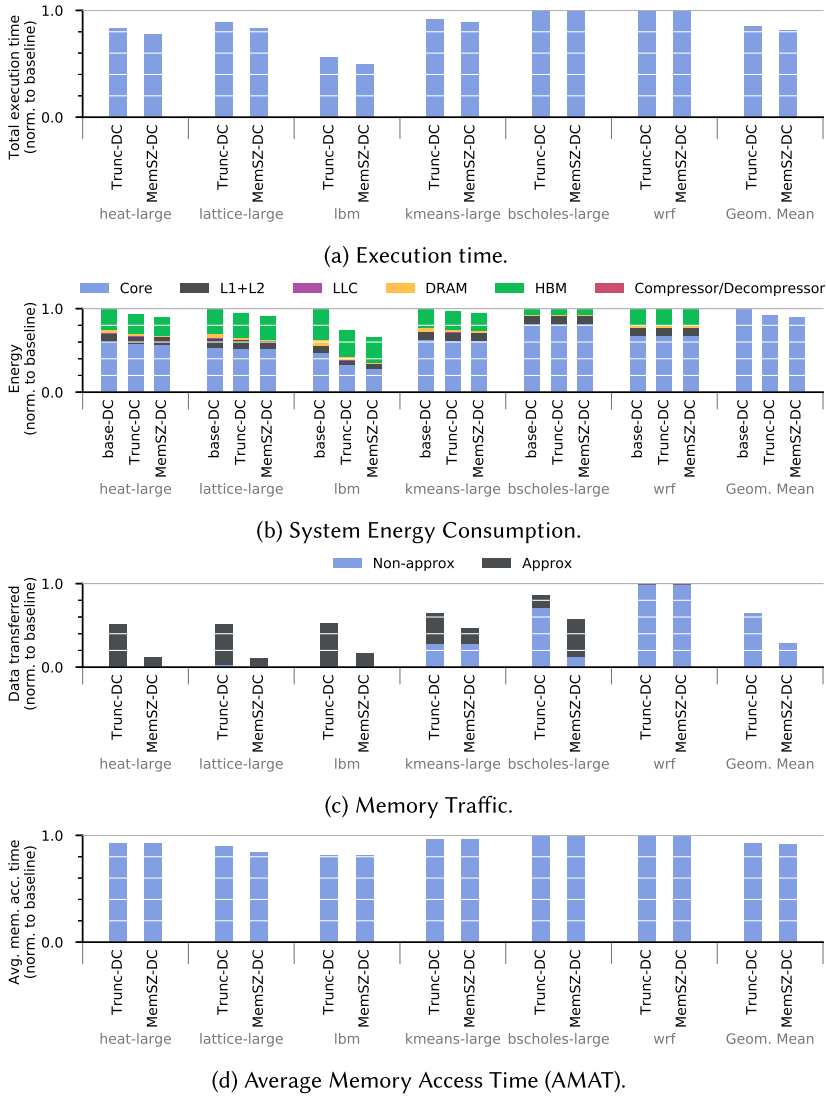 1.0
Total execution time
(norm. to baseline)
0.0
Trunc-DC MemSZ-DC Trunc-DC MemSZ-DC Trunc-DC MemSZ-DC Trunc-DC MemSZ-DC Trunc-DC MemSZ-DC Trunc-DC MemSZ-DC Trunc-DC MemSZ-DC
heat-large lattice-large lbm kmeans-large bscholes-large wrf Geom. Mean
(a) Execution time.
Core L1+L2 LLC DRAM HBM Compressor/Decompressor
1.0
Energy
(norm. to baseline)
0.0
base-DC Trunc-DC MemSZ-DC base-DC Trunc-DC MemSZ-DC base-DC Trunc-DC MemSZ-DC base-DC Trunc-DC MemSZ-DC base-DC Trunc-DC MemSZ-DC base-DC Trunc-DC MemSZ-DC base-DC Trunc-DC MemSZ-DC
heat-large lattice-large lbm kmeans-large bscholes-large wrf Geom. Mean
(b) System Energy Consumption.
Non-approx Approx
1.0
Data transferred
(norm. to baseline)
0.0
Trunc-DC MemSZ-DC Trunc-DC MemSZ-DC Trunc-DC MemSZ-DC Trunc-DC MemSZ-DC Trunc-DC MemSZ-DC Trunc-DC MemSZ-DC Trunc-DC MemSZ-DC
heat-large lattice-large lbm kmeans-large bscholes-large wrf Geom. Mean
(c) Memory Traffic.
1.0
Avg. mem. acc. time
(norm. to baseline)
0.0
Trunc-DC MemSZ-DC Trunc-DC MemSZ-DC Trunc-DC MemSZ-DC Trunc-DC MemSZ-DC Trunc-DC MemSZ-DC Trunc-DC MemSZ-DC Trunc-DC MemSZ-DC
heat-large lattice-large lbm kmeans-large bscholes-large wrf Geom. Mean
(d) Average Memory Access Time (AMAT).